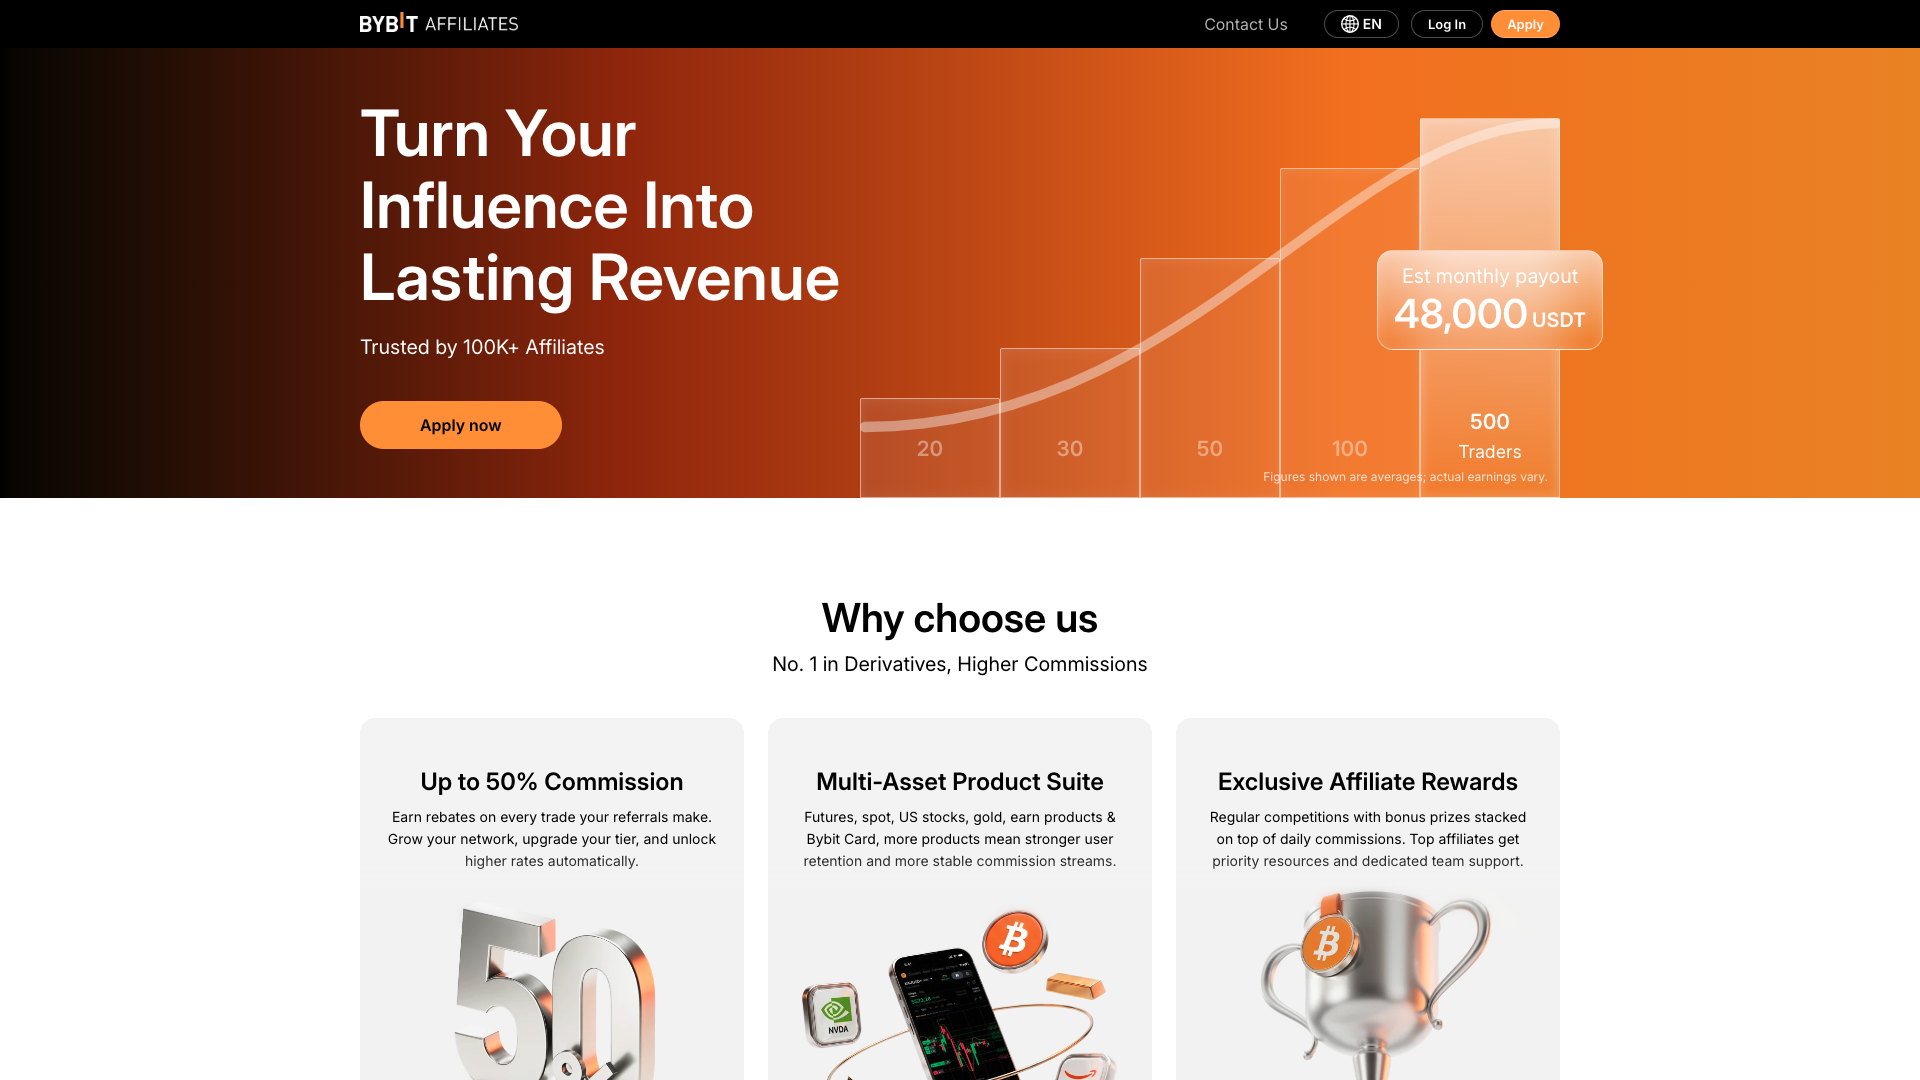 BYBIT AFFILIATES
Contact Us
EN
Log In
Apply
Turn Your
Influence Into
Lasting Revenue
Trusted by 100K+ Affiliates
Apply now
Est monthly payout
48,000 USDT
20
30
50
100
500
Traders
Figures shown are averages; actual earnings vary.
Why choose us
No. 1 in Derivatives, Higher Commissions
Up to 50% Commission
Earn rebates on every trade your referrals make.
Grow your network, upgrade your tier, and unlock
higher rates automatically.
50
Multi-Asset Product Suite
Futures, spot, US stocks, gold, earn products &
Bybit Card, more products mean stronger user
retention and more stable commission streams.
NVDA
Exclusive Affiliate Rewards
Regular competitions with bonus prizes stacked
on top of daily commissions. Top affiliates get
priority resources and dedicated team support.